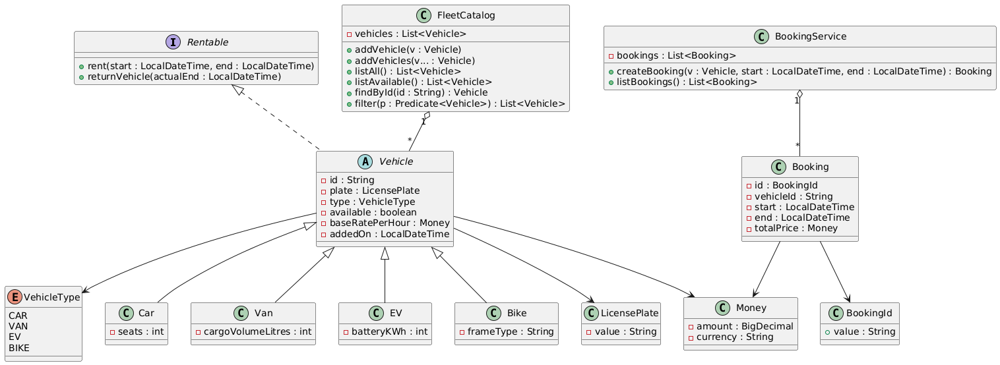 I Rentable
+ rent(start : LocalDateTime, end : LocalDateTime)
+ returnVehicle(actualEnd : LocalDateTime)
C FleetCatalog
vehicles : List<Vehicle>
addVehicle(v : Vehicle)
addVehicles(v... : Vehicle)
listAll() : List<Vehicle>
listAvailable() : List<Vehicle>
findById(id : String) : Vehicle
filter(p : Predicate<Vehicle>) : List<Vehicle>
C BookingService
bookings : List<Booking>
createBooking(v : Vehicle, start : LocalDateTime, end : LocalDateTime) : Booking
listBookings() : List<Booking>
1
*
1
*
A Vehicle
id : String
plate : LicensePlate
type : VehicleType
available : boolean
baseRatePerHour : Money
addedOn : LocalDateTime
C Booking
id : BookingId
vehicleId : String
start : LocalDateTime
end : LocalDateTime
totalPrice : Money
E VehicleType
CAR
VAN
EV
BIKE
C Car
seats : int
C Van
cargoVolumeLitres : int
C EV
batteryKWh : int
C Bike
frameType : String
C LicensePlate
value : String
C Money
amount : BigDecimal
currency : String
C BookingId
value : String